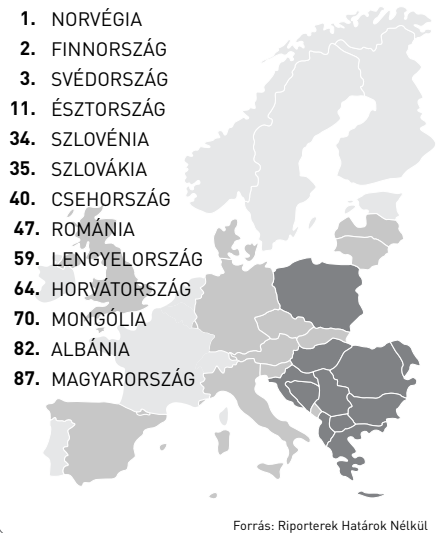 1. NORVÉGIA
2. FINNORSZÁG
3. SVÉDORSZÁG
11. ÉSZTORSZÁG
34. SZLOVÉNIA
35. SZLOVÁKIA
40. CSEHORSZÁG
47. ROMÁNIA
59. LENGYELORSZÁG
64. HORVÁTORSZÁG
70. MONGÓLIA
82. ALBÁNIA
87. MAGYARORSZÁG
Forrás: Riporterek Határok Nélkül